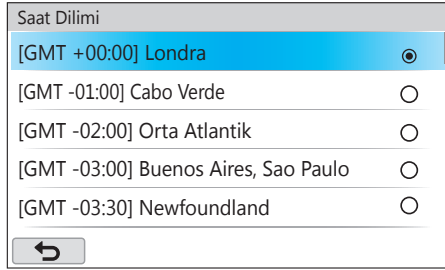 Saat Dilimi
[GMT +00:00] Londra
[GMT -01:00] Cabo Verde
[GMT -02:00] Orta Atlantik
[GMT -03:00] Buenos Aires, Sao Paulo
[GMT -03:30] Newfoundland